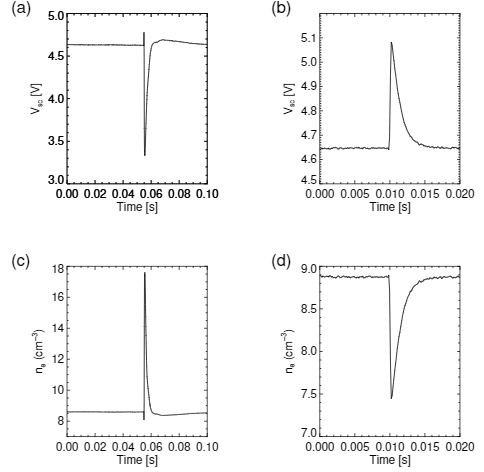 (a)
5.0
4.5
4.0
3.5
3.0
Vsc [V]
0.00 0.02 0.04 0.06 0.08 0.10
Time [s]
(b)
5.1
5.0
4.9
4.8
4.7
4.6
4.5
Vsc [V]
0.000 0.005 0.010 0.015 0.020
Time [s]
(c)
18
16
14
12
10
8
ne (cm⁻³)
0.00 0.02 0.04 0.06 0.08 0.10
Time [s]
(d)
9.0
8.5
8.0
7.5
7.0
ne (cm⁻³)
0.000 0.005 0.010 0.015 0.020
Time [s]